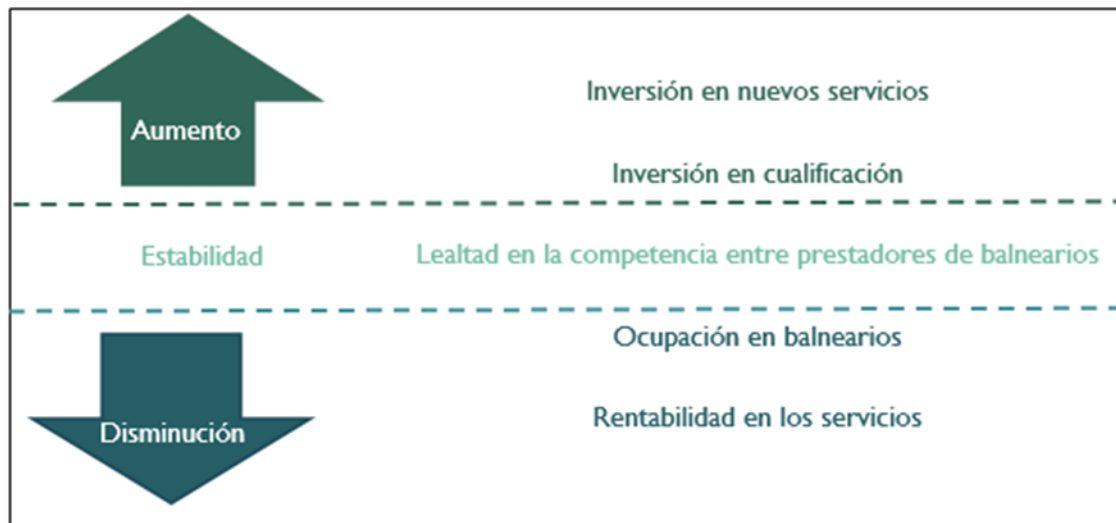 Inversión en nuevos servicios
Aumento
Inversión en cualificación
Estabilidad
Lealtad en la competencia entre prestadores de balnearios
Ocupación en balnearios
Rentabilidad en los servicios
Disminución